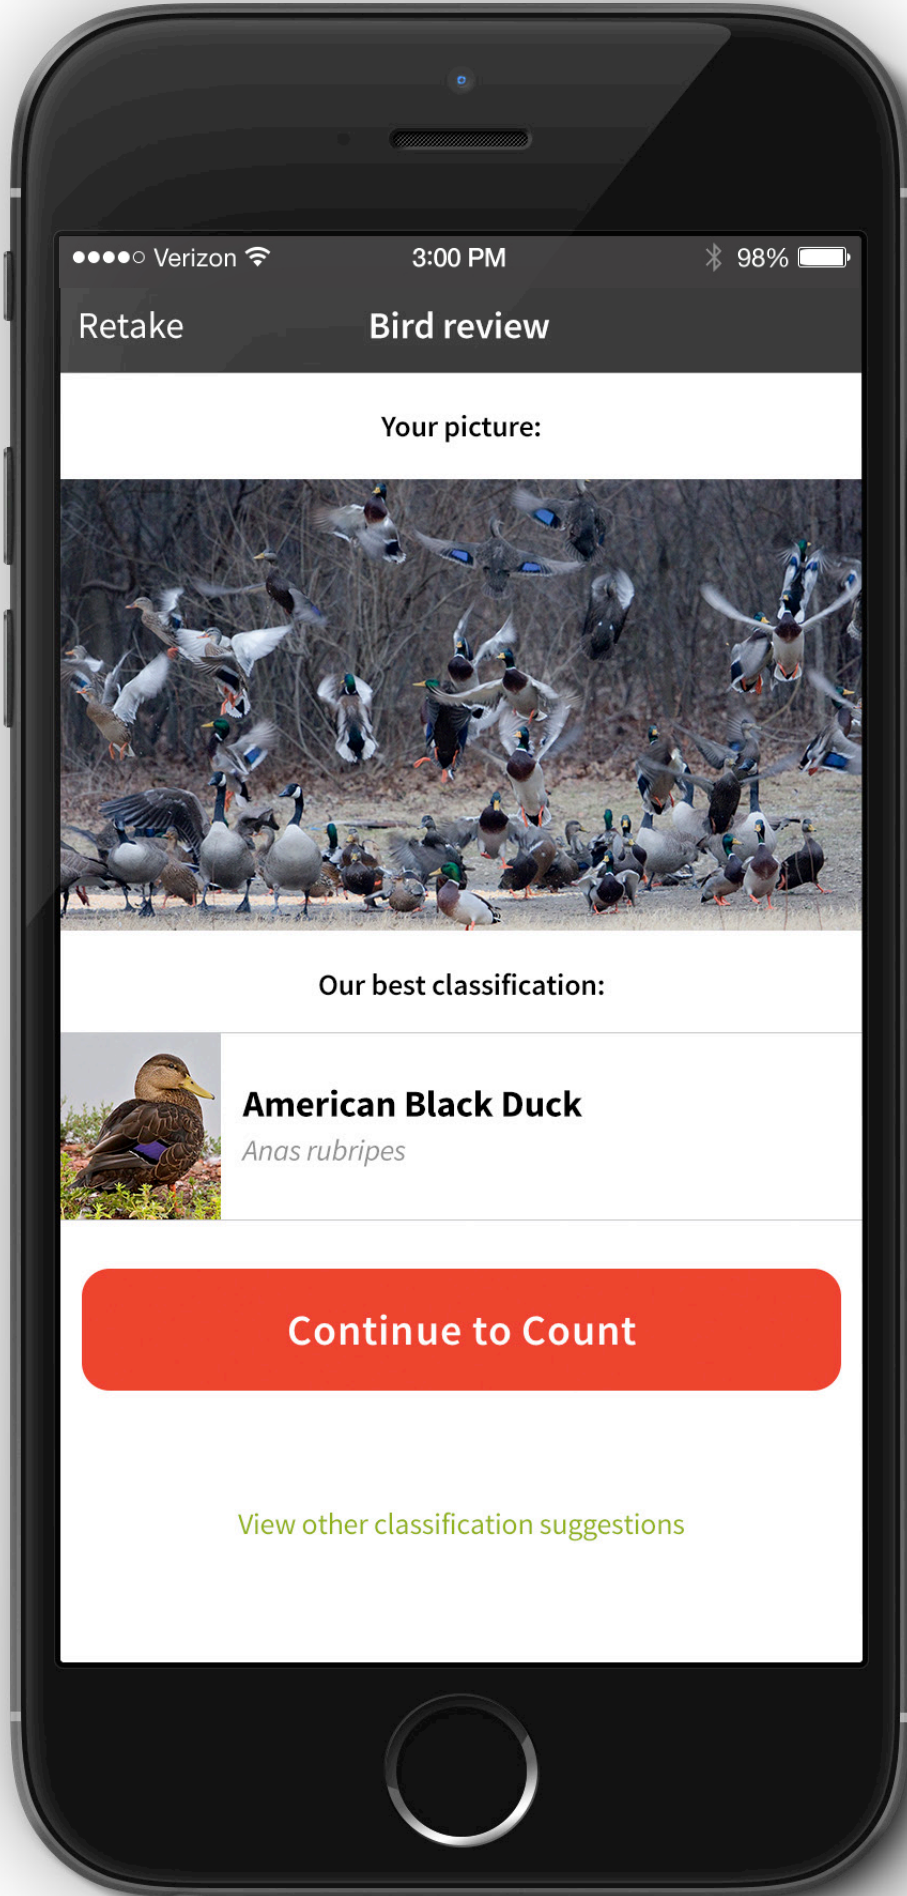 Verizon 3:00 PM 98%
Retake Bird review
Your picture:
Our best classification:
American Black Duck
Anas rubripes
Continue to Count
View other classification suggestions